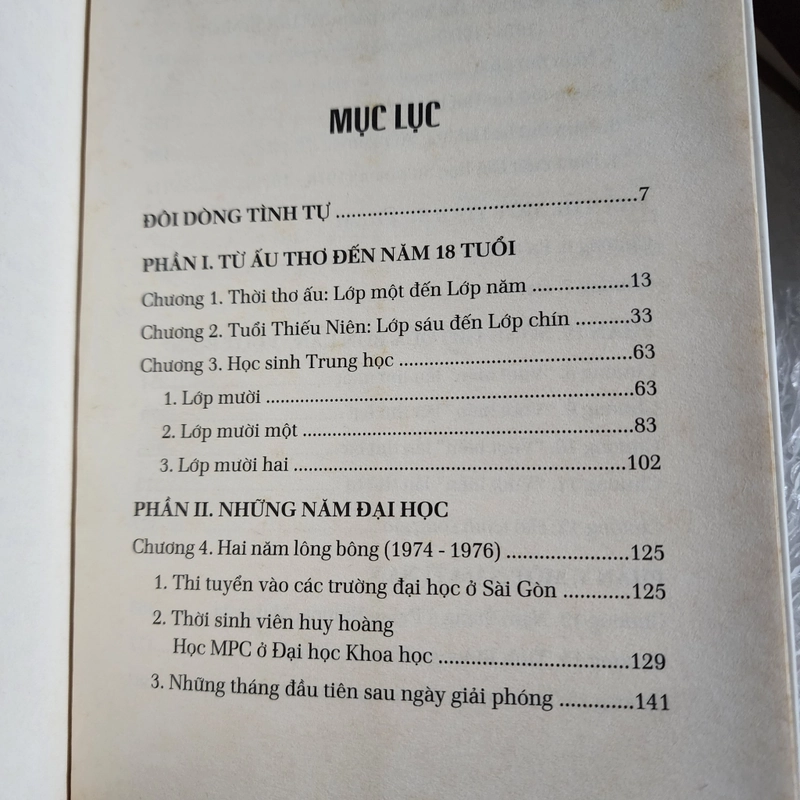 MỤC LỤC
ĐÔI DÒNG TÌNH TỰ ........ 7
PHẦN I. TỪ ẤU THƠ ĐẾN NĂM 18 TUỔI
Chương 1. Thời thơ ấu: Lớp một đến Lớp năm ........ 13
Chương 2. Tuổi Thiếu Niên: Lớp sáu đến Lớp chín ........ 33
Chương 3. Học sinh Trung học ........ 63
1. Lớp mười ........ 63
2. Lớp mười một ........ 83
3. Lớp mười hai ........ 102
PHẦN II. NHỮNG NĂM ĐẠI HỌC
Chương 4. Hai năm lông bông (1974 - 1976) ........ 125
1. Thi tuyển vào các trường đại học ở Sài Gòn ........ 125
2. Thời sinh viên huy hoàng
Học MPC ở Đại học Khoa học ........ 129
3. Những tháng đầu tiên sau ngày giải phóng ........ 141